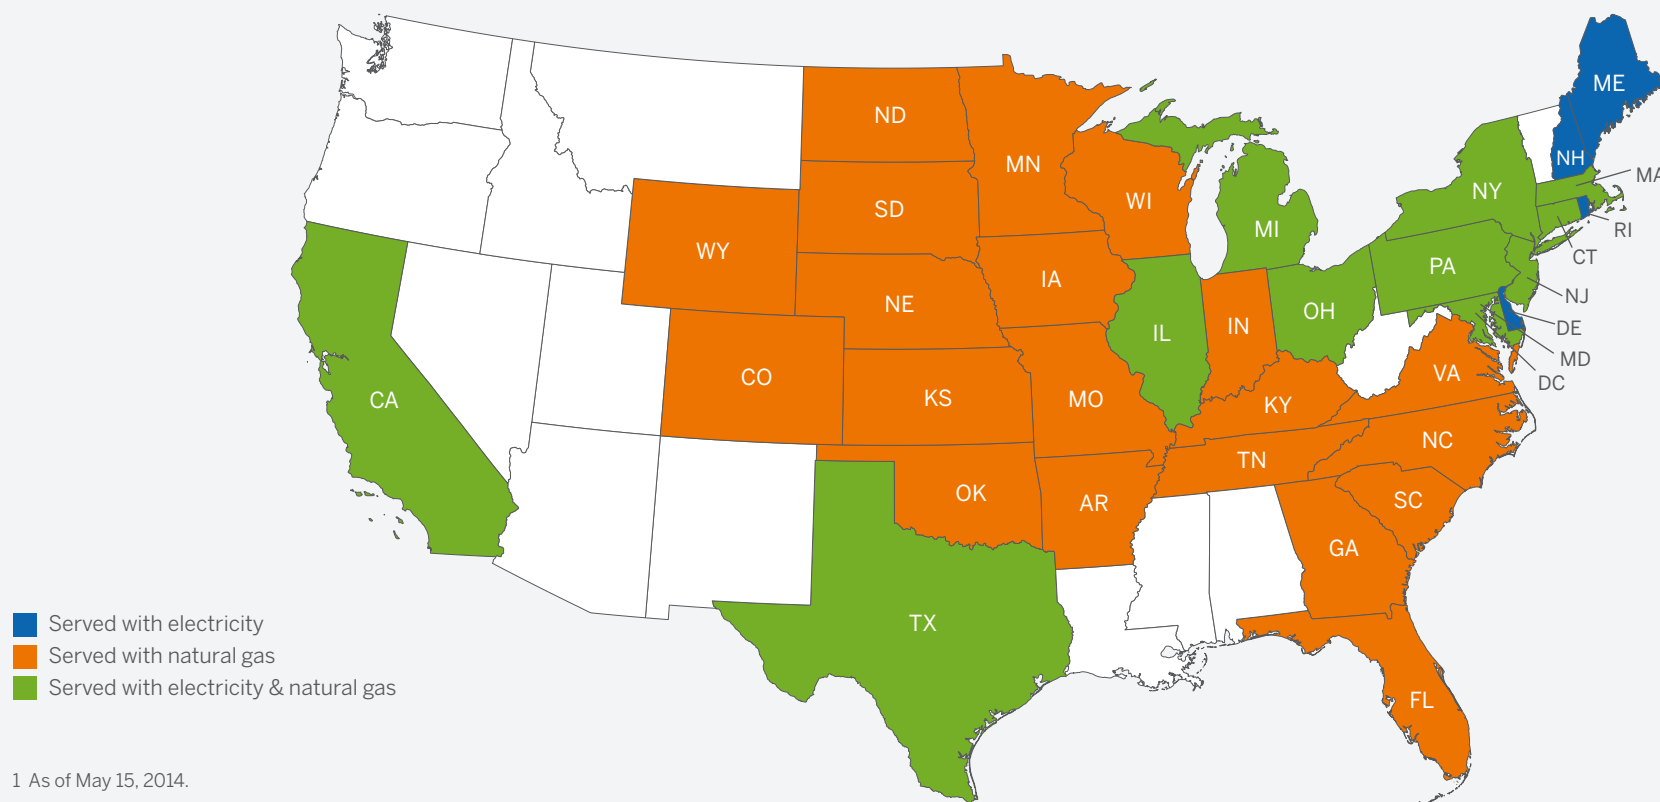 ME
ND
MN
NH
MA
WI
NY
SD
RI
MI
WY
CT
PA
IA
NJ
NE
OH
DE
IN
IL
MD
VA
DC
CO
KS
MO
CA
KY
NC
TN
OK
SC
AR
GA
TX
Served with electricity
Served with natural gas
Served with electricity & natural gas
FL
1 As of May 15, 2014.